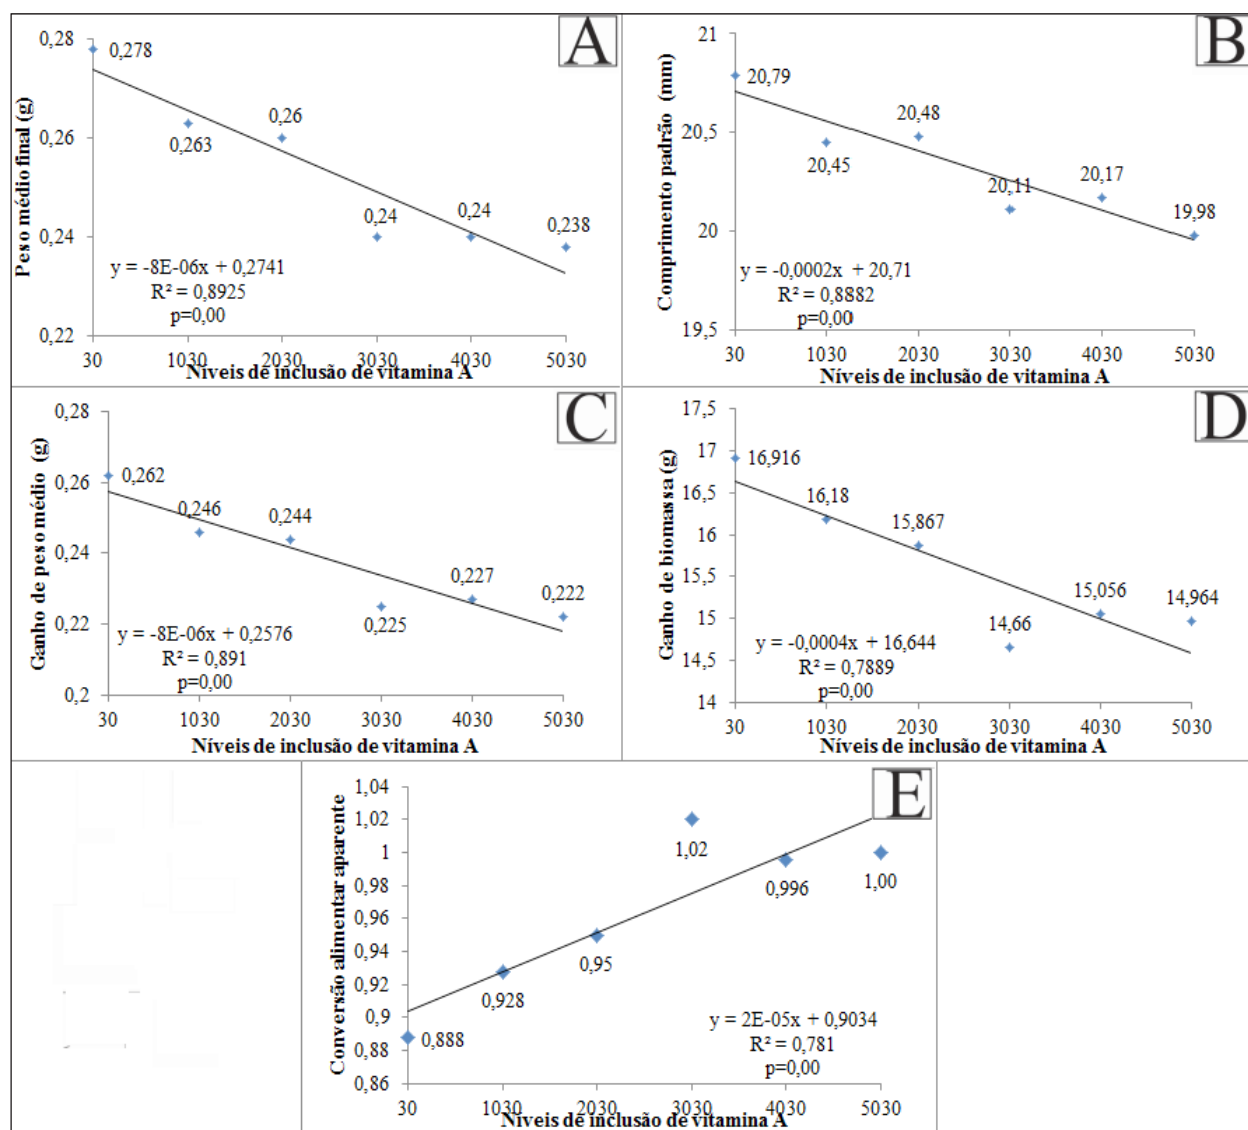 A
Peso médio final (g)
0,28
0,26
0,24
0,22
0,278
0,263
0,26
0,24
0,24
0,238
y = -8E-06x + 0,2741
R² = 0,8925
p=0,00
30 1030 2030 3030 4030 5030
Níveis de inclusão de vitamina A
B
Comprimento padrão (mm)
21
20,5
20
19,5
20,79
20,45
20,48
20,11
20,17
19,98
y = -0,0002x + 20,71
R² = 0,8882
p=0,00
30 1030 2030 3030 4030 5030
Níveis de inclusão de vitamina A
C
Ganho de peso médio (g)
0,28
0,26
0,24
0,22
0,2
0,262
0,246
0,244
0,225
0,227
0,222
y = -8E-06x + 0,2576
R² = 0,891
p=0,00
30 1030 2030 3030 4030 5030
Níveis de inclusão de vitamina A
D
Ganho de biomassa (g)
17,5
17
16,5
16
15,5
15
14,5
14
16,916
16,18
15,867
14,66
15,056
14,964
y = -0,0004x + 16,644
R² = 0,7889
p=0,00
30 1030 2030 3030 4030 5030
Níveis de inclusão de vitamina A
E
Conversão alimentar aparente
1,04
1,02
1
0,98
0,96
0,94
0,92
0,9
0,88
0,86
0,888
0,928
0,95
1,02
0,996
1,00
y = 2E-05x + 0,9034
R² = 0,781
p=0,00
30 1030 2030 3030 4030 5030
Níveis de inclusão de vitamina A